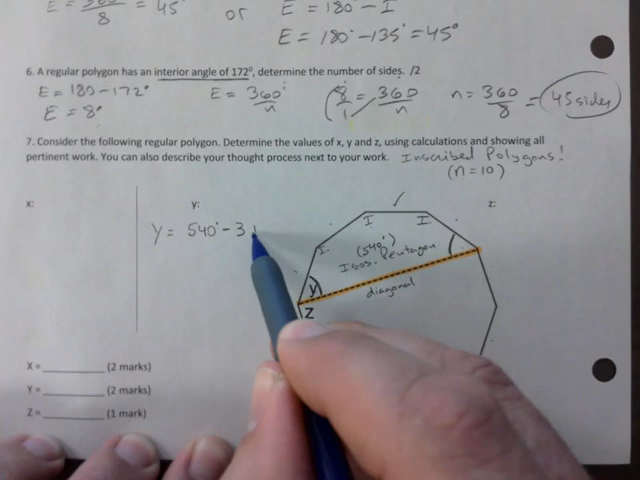 E = 360° / 8 = 45°
or
E = 180° - I
E = 180° - 135° = 45°
6. A regular polygon has an interior angle of 172°, determine the number of sides. /2
E = 180 - 172°
E = 8°
E = 360° / n
8 / 1 = 360 / n
n = 360 / 8 = 45 sides
7. Consider the following regular polygon. Determine the values of x, y and z, using calculations and showing all
pertinent work. You can also describe your thought process next to your work. Inscribed Polygons!
(n = 10)
x:
y:
z:
y = 540° - 3
I I
I
(540°)
Isos. Pentagon
y
diagonal
z
X = ________ (2 marks)
Y = ________ (2 marks)
Z = ________ (1 mark)